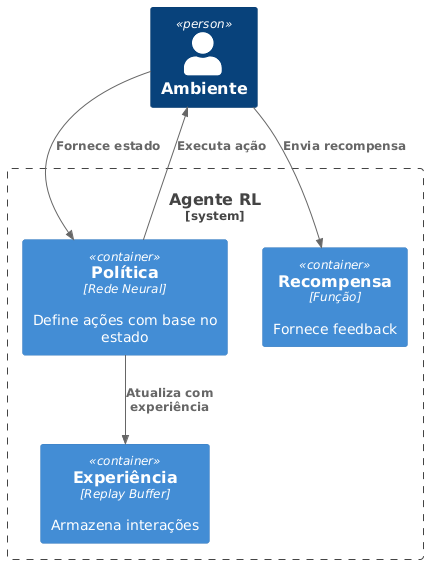 «person»
Ambiente
Fornece estado
Executa ação
Envia recompensa
Agente RL
[system]
«container»
Política
[Rede Neural]
Define ações com base no
estado
«container»
Recompensa
[Função]
Fornece feedback
Atualiza com
experiência
«container»
Experiência
[Replay Buffer]
Armazena interações